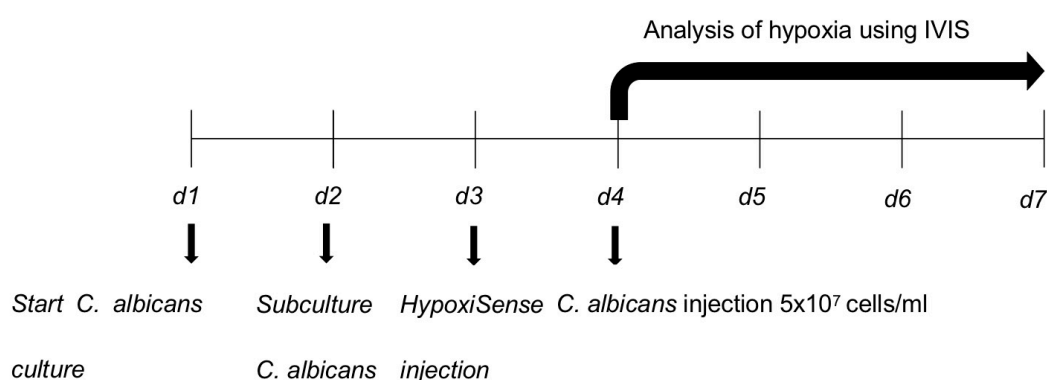 Analysis of hypoxia using IVIS
d1 d2 d3 d4 d5 d6 d7
Start C. albicans Subculture HypoxiSense C. albicans injection 5x10⁷ cells/ml
culture C. albicans injection